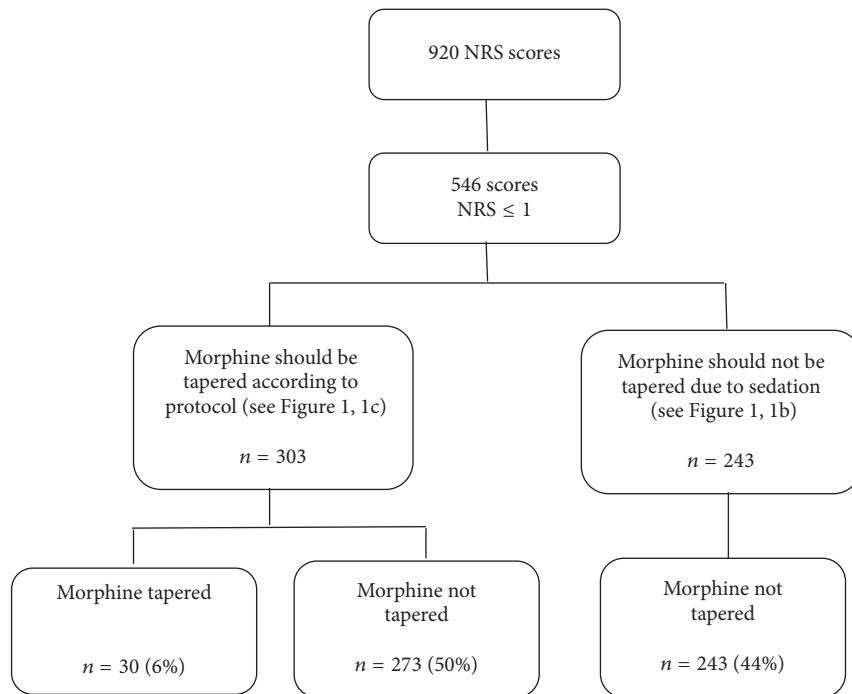 920 NRS scores
546 scores
NRS ≤ 1
Morphine should be
tapered according to
protocol (see Figure 1, 1c)
n = 303
Morphine should not be
tapered due to sedation
(see Figure 1, 1b)
n = 243
Morphine tapered
n = 30 (6%)
Morphine not
tapered
n = 273 (50%)
Morphine not
tapered
n = 243 (44%)